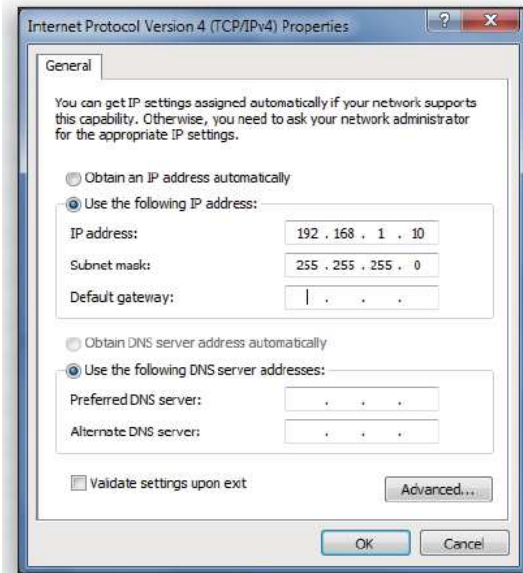 Internet Protocol Version 4 (TCP/IPv4) Properties
General
You can get IP settings assigned automatically if your network supports
this capability. Otherwise, you need to ask your network administrator
for the appropriate IP settings.
Obtain an IP address automatically
Use the following IP address:
IP address: 192 . 168 . 1 . 10
Subnet mask: 255 . 255 . 255 . 0
Default gateway: . . .
Obtain DNS server address automatically
Use the following DNS server addresses:
Preferred DNS server: . . .
Alternate DNS server: . . .
Validate settings upon exit
Advanced...
OK Cancel